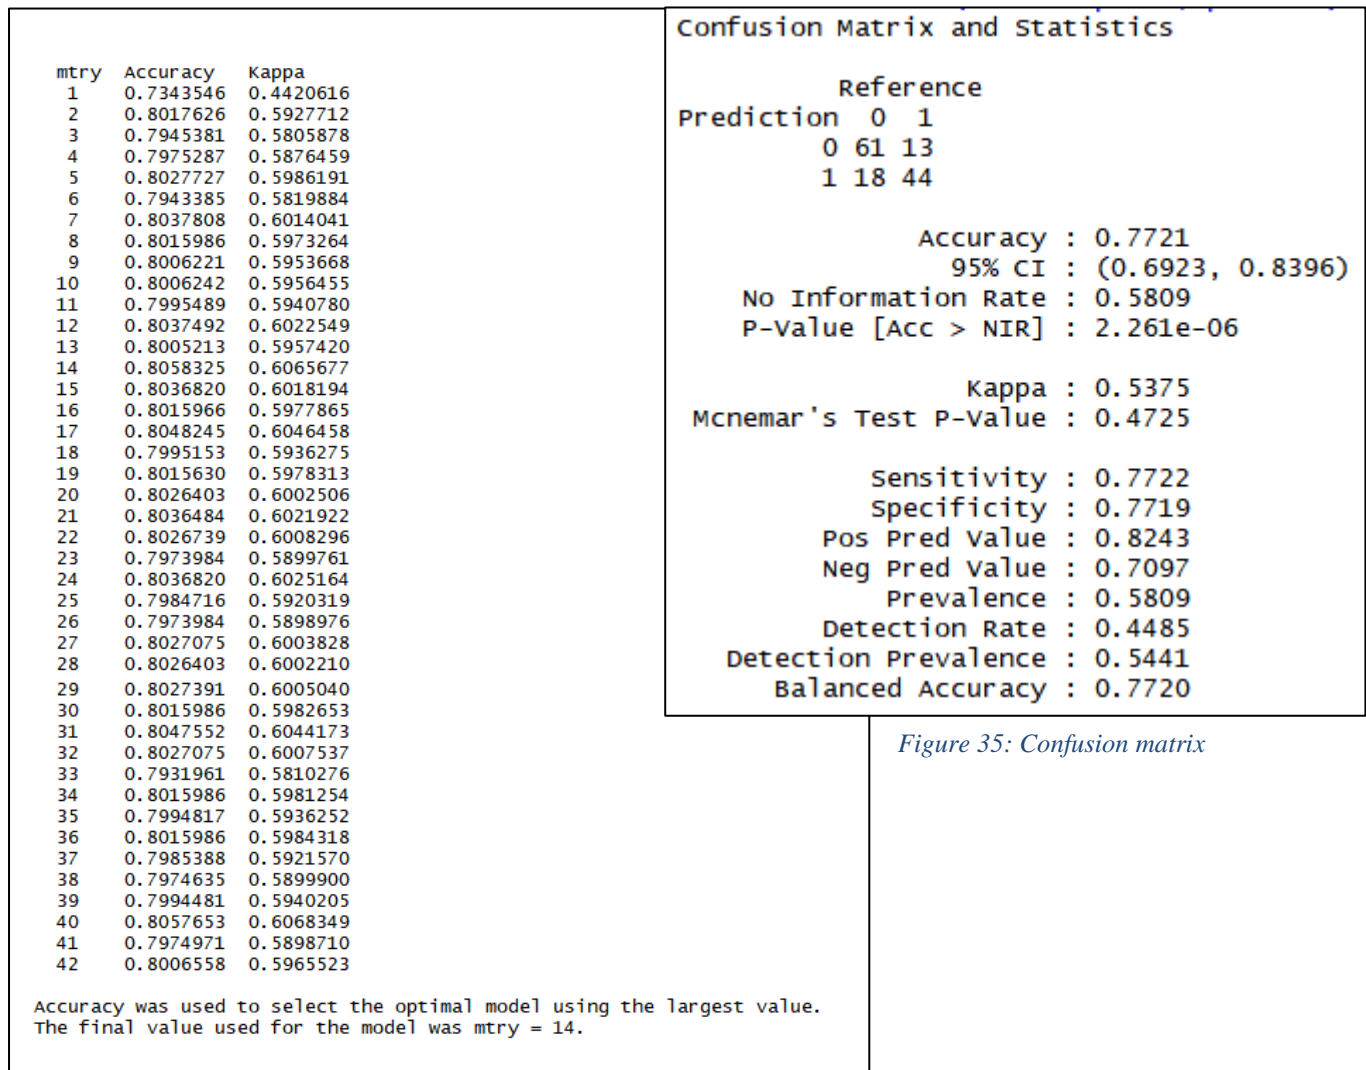 mtry Accuracy Kappa
1 0.7343546 0.4420616
2 0.8017626 0.5927712
3 0.7945381 0.5805878
4 0.7975287 0.5876459
5 0.8027727 0.5986191
6 0.7943385 0.5819884
7 0.8037808 0.6014041
8 0.8015986 0.5973264
9 0.8006221 0.5953668
10 0.8006242 0.5956455
11 0.7995489 0.5940780
12 0.8037492 0.6022549
13 0.8005213 0.5957420
14 0.8058325 0.6065677
15 0.8036820 0.6018194
16 0.8015966 0.5977865
17 0.8048245 0.6046458
18 0.7995153 0.5936275
19 0.8015630 0.5978313
20 0.8026403 0.6002506
21 0.8036484 0.6021922
22 0.8026739 0.6008296
23 0.7973984 0.5899761
24 0.8036820 0.6025164
25 0.7984716 0.5920319
26 0.7973984 0.5898976
27 0.8027075 0.6003828
28 0.8026403 0.6002210
29 0.8027391 0.6005040
30 0.8015986 0.5982653
31 0.8047552 0.6044173
32 0.8027075 0.6007537
33 0.7931961 0.5810276
34 0.8015986 0.5981254
35 0.7994817 0.5936252
36 0.8015986 0.5984318
37 0.7985388 0.5921570
38 0.7974635 0.5899900
39 0.7994481 0.5940205
40 0.8057653 0.6068349
41 0.7974971 0.5898710
42 0.8006558 0.5965523
Accuracy was used to select the optimal model using the largest value.
The final value used for the model was mtry = 14.
Confusion Matrix and Statistics
Reference
Prediction 0 1
0 61 13
1 18 44
Accuracy : 0.7721
95% CI : (0.6923, 0.8396)
No Information Rate : 0.5809
P-Value [Acc > NIR] : 2.261e-06
Kappa : 0.5375
Mcnemar's Test P-Value : 0.4725
Sensitivity : 0.7722
Specificity : 0.7719
Pos Pred Value : 0.8243
Neg Pred Value : 0.7097
Prevalence : 0.5809
Detection Rate : 0.4485
Detection Prevalence : 0.5441
Balanced Accuracy : 0.7720
Figure 35: Confusion matrix